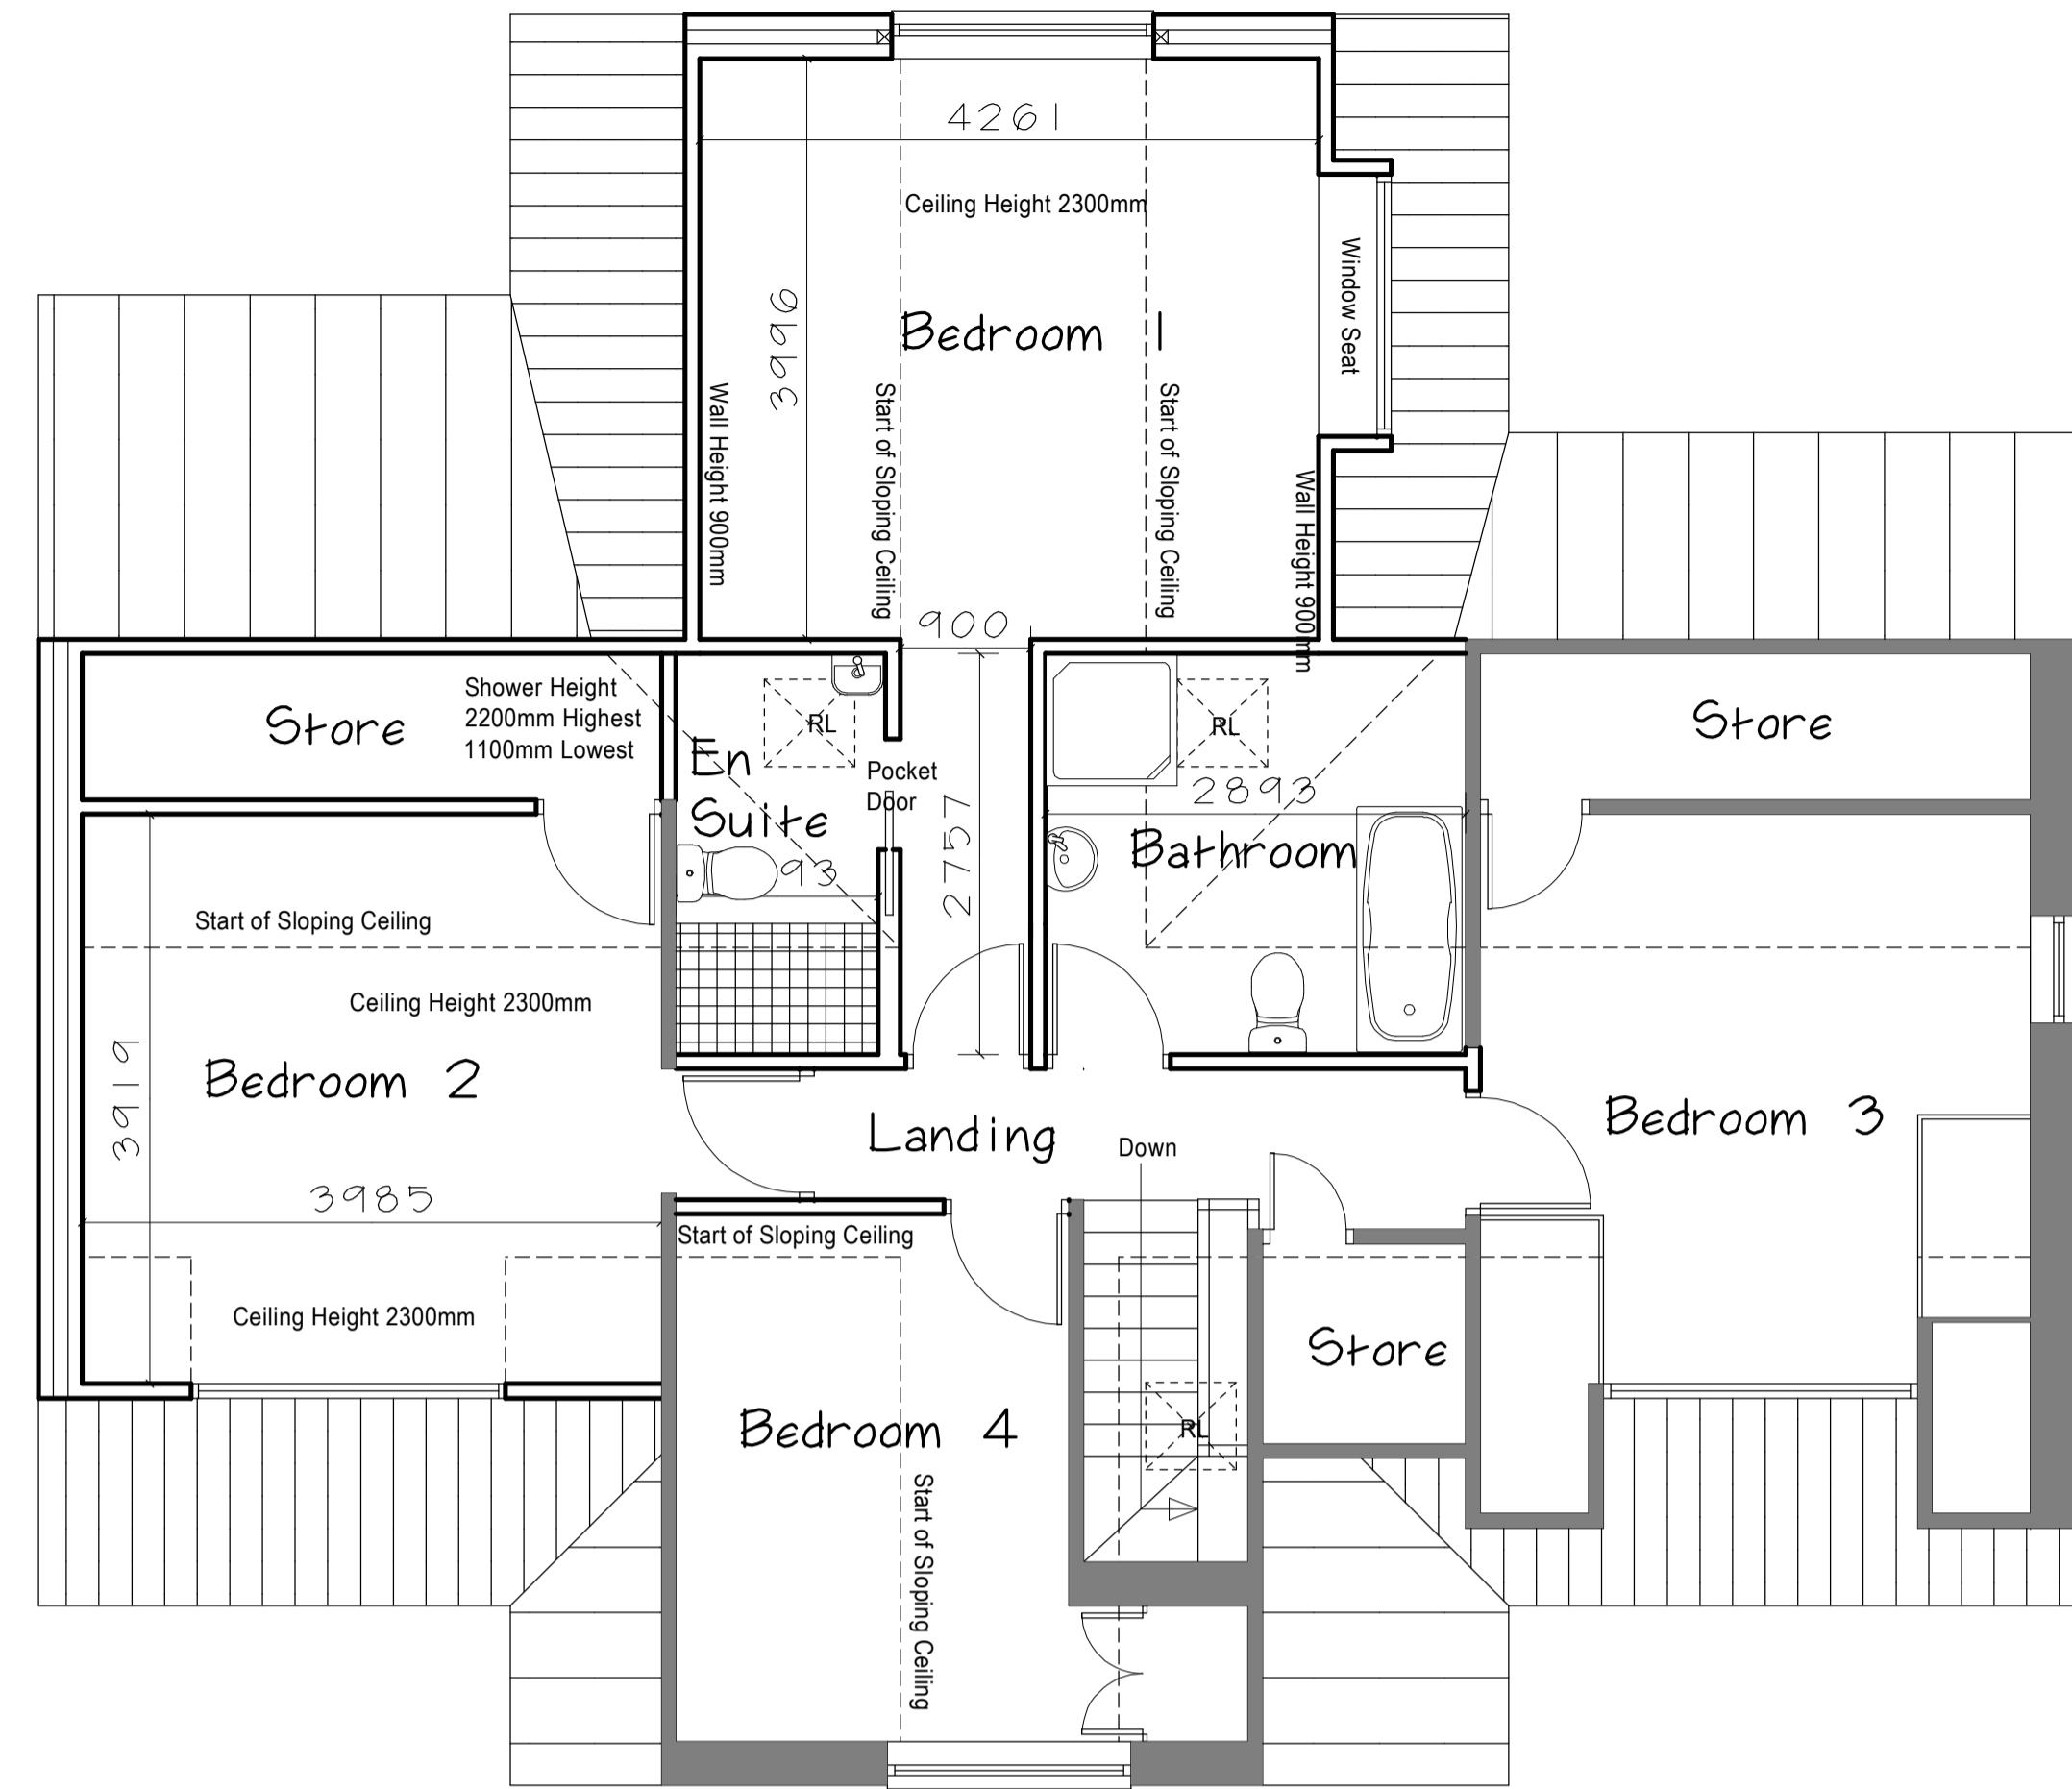 4261
Ceiling Height 2300mm
Window Seat
3996
Bedroom 1
Wall Height 900mm
Start of Sloping Ceiling
Start of Sloping Ceiling
Wall Height 900mm
900
Store
Shower Height
2200mm Highest
1100mm Lowest
RL
En
Suite
Pocket
Door
93
2757
RL
2893
Bathroom
Store
Start of Sloping Ceiling
Ceiling Height 2300mm
3919
Bedroom 2
3985
Ceiling Height 2300mm
Landing
Down
Bedroom 3
Start of Sloping Ceiling
Store
Bedroom 4
RL
Start of Sloping Ceiling